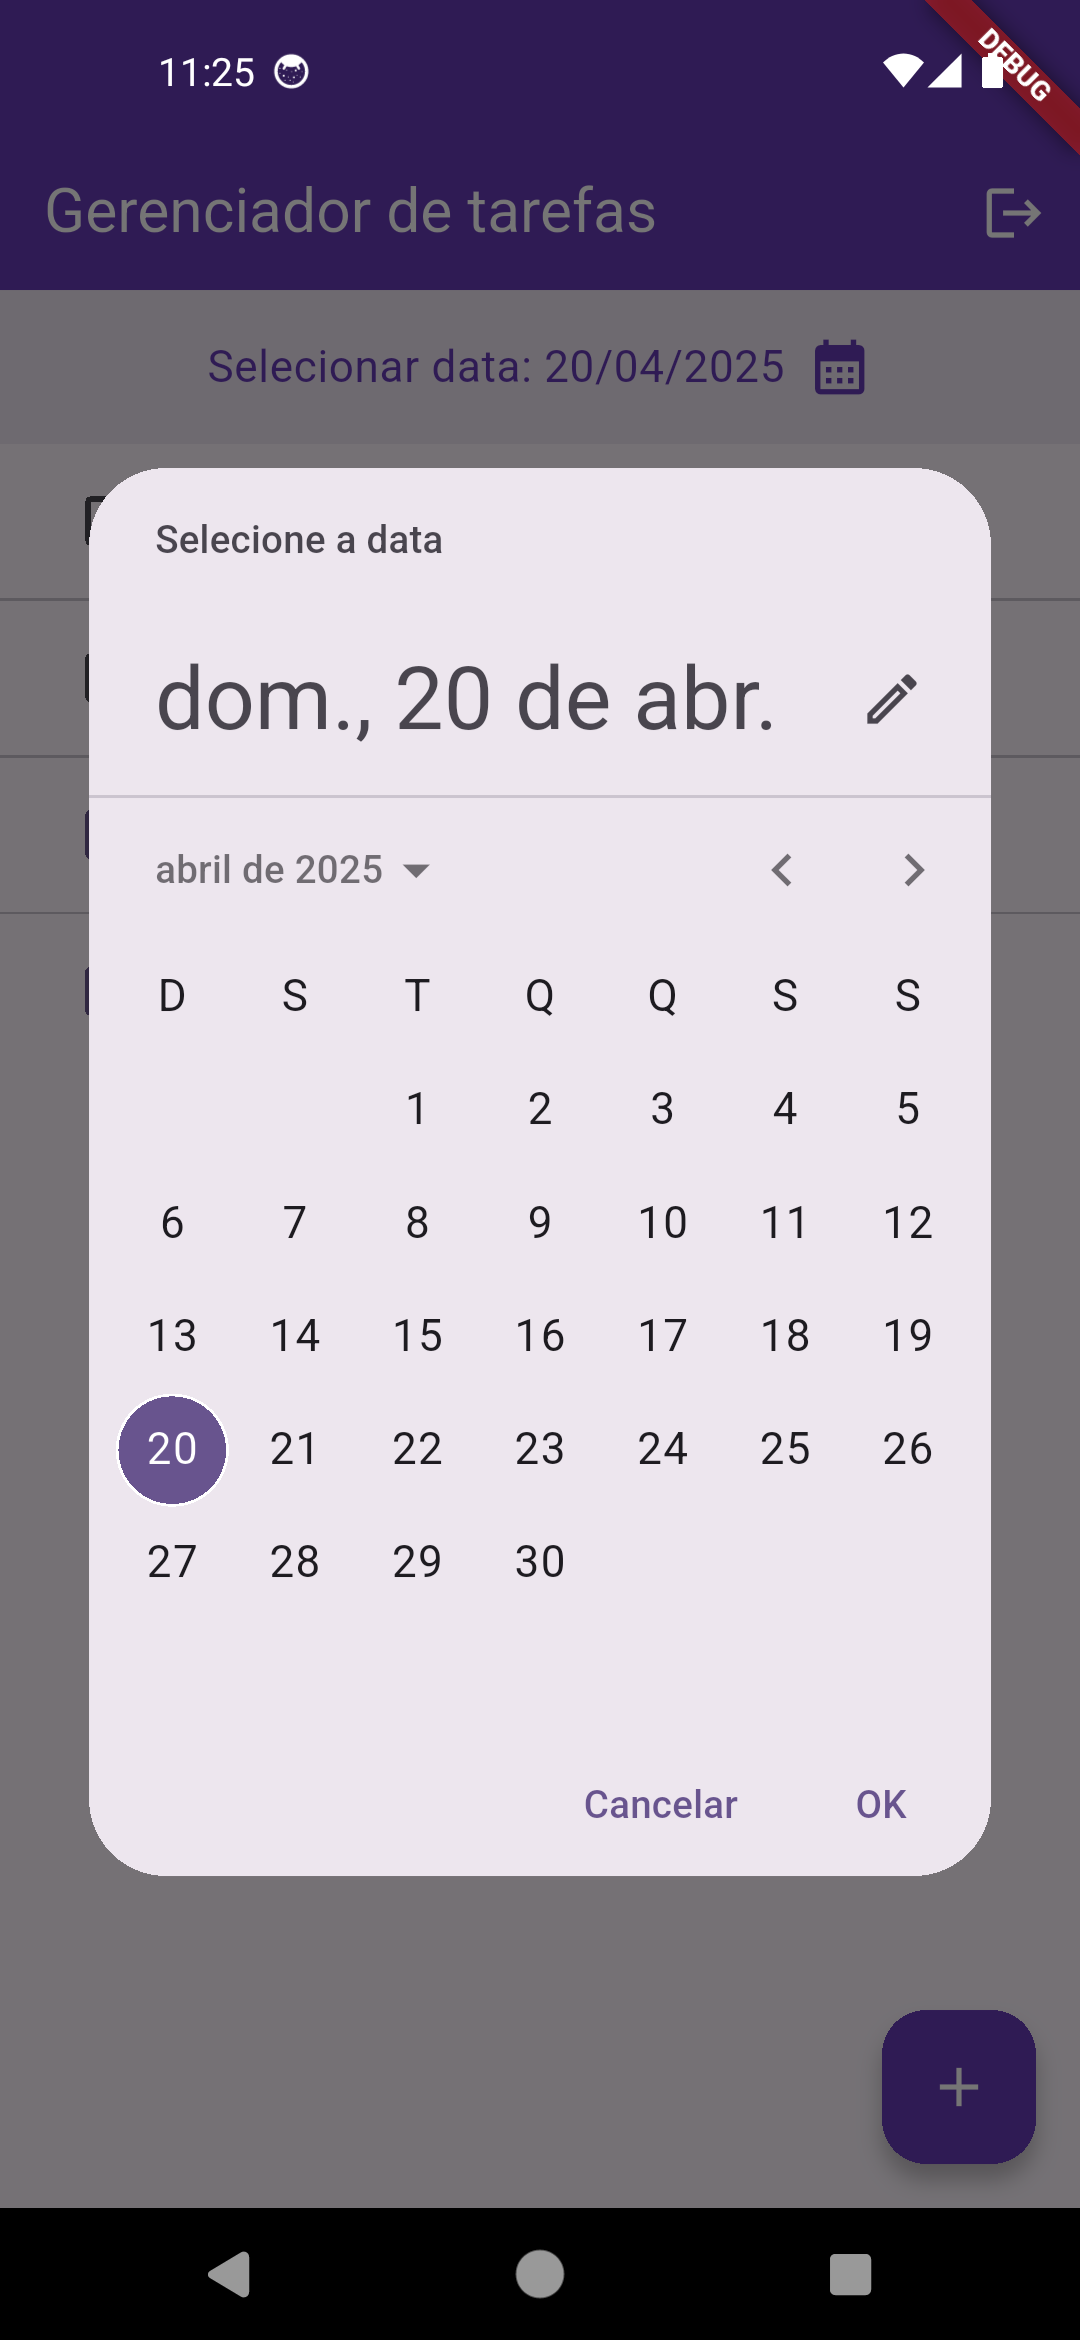 11:25
DEBUG
Gerenciador de tarefas
Selecionar data: 20/04/2025
Selecione a data
dom., 20 de abr.
abril de 2025
D S T Q Q S S
1 2 3 4 5
6 7 8 9 10 11 12
13 14 15 16 17 18 19
20 21 22 23 24 25 26
27 28 29 30
Cancelar OK